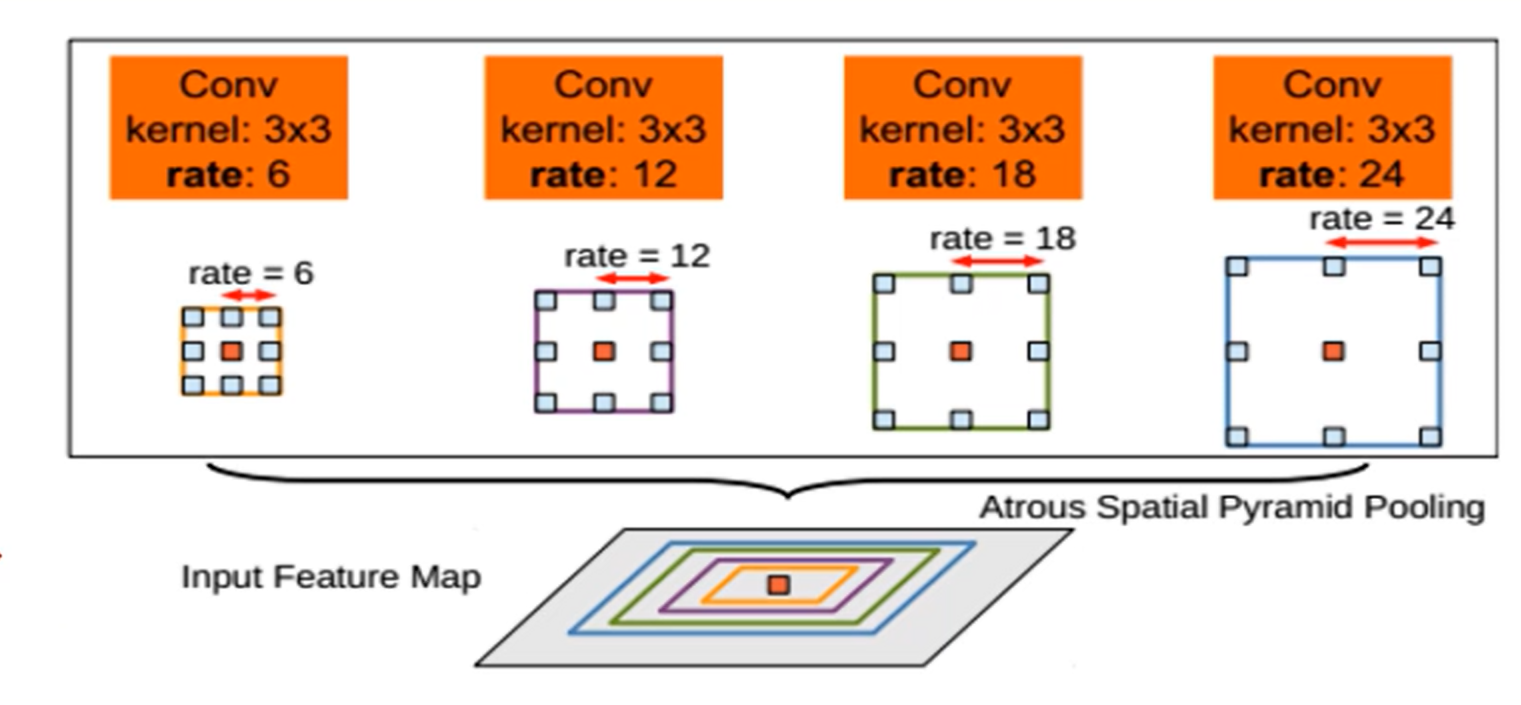 Conv
kernel: 3x3
rate: 6
Conv
kernel: 3x3
rate: 12
Conv
kernel: 3x3
rate: 18
Conv
kernel: 3x3
rate: 24
rate = 6
rate = 12
rate = 18
rate = 24
Atrous Spatial Pyramid Pooling
Input Feature Map